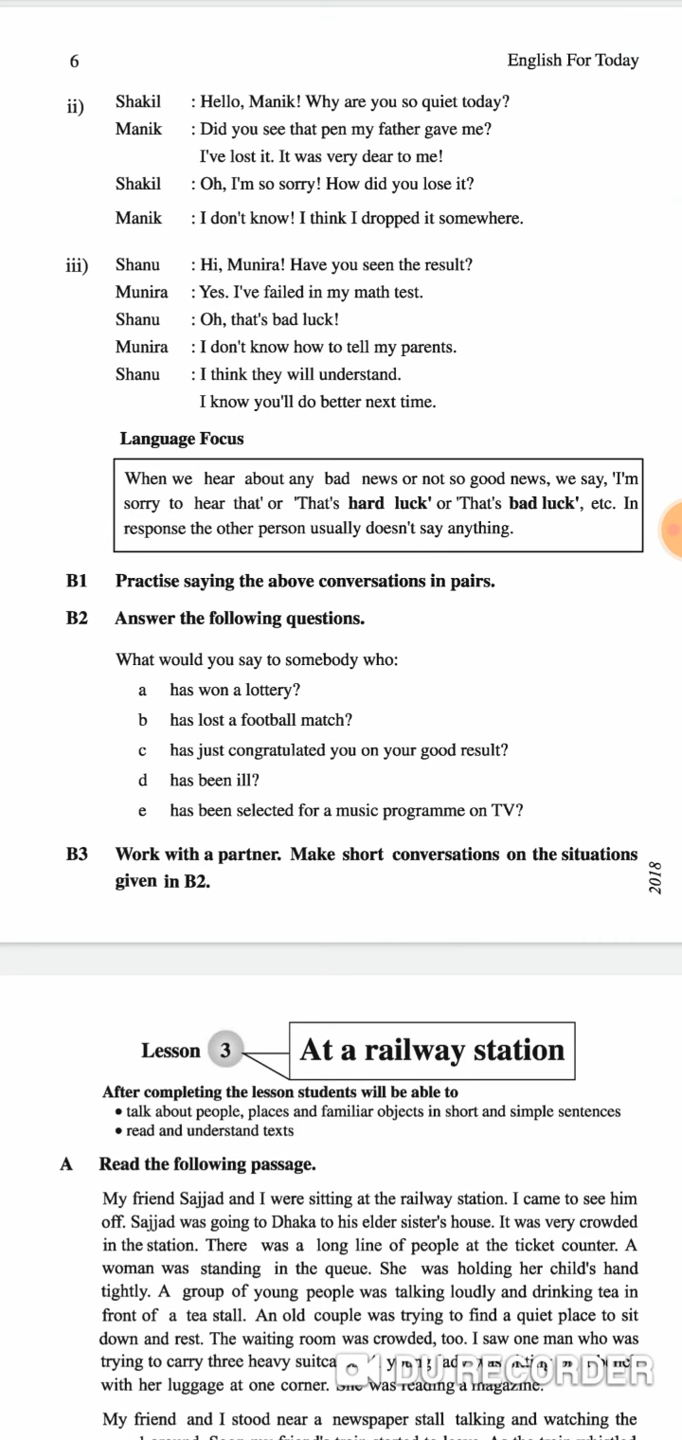 6 English For Today
ii) Shakil : Hello, Manik! Why are you so quiet today?
Manik : Did you see that pen my father gave me?
I've lost it. It was very dear to me!
Shakil : Oh, I'm so sorry! How did you lose it?
Manik : I don't know! I think I dropped it somewhere.
iii) Shanu : Hi, Munira! Have you seen the result?
Munira : Yes. I've failed in my math test.
Shanu : Oh, that's bad luck!
Munira : I don't know how to tell my parents.
Shanu : I think they will understand.
I know you'll do better next time.
Language Focus
When we hear about any bad news or not so good news, we say, 'I'm
sorry to hear that' or 'That's hard luck' or 'That's bad luck', etc. In
response the other person usually doesn't say anything.
B1 Practise saying the above conversations in pairs.
B2 Answer the following questions.
What would you say to somebody who:
a has won a lottery?
b has lost a football match?
c has just congratulated you on your good result?
d has been ill?
e has been selected for a music programme on TV?
B3 Work with a partner. Make short conversations on the situations
given in B2.
2018
Lesson 3 At a railway station
After completing the lesson students will be able to
• talk about people, places and familiar objects in short and simple sentences
• read and understand texts
A Read the following passage.
My friend Sajjad and I were sitting at the railway station. I came to see him
off. Sajjad was going to Dhaka to his elder sister's house. It was very crowded
in the station. There was a long line of people at the ticket counter. A
woman was standing in the queue. She was holding her child's hand
tightly. A group of young people was talking loudly and drinking tea in
front of a tea stall. An old couple was trying to find a quiet place to sit
down and rest. The waiting room was crowded, too. I saw one man who was
trying to carry three heavy
DU RECORDER
with her luggage at one corner. She was reading a magazine.
My friend and I stood near a newspaper stall talking and watching the